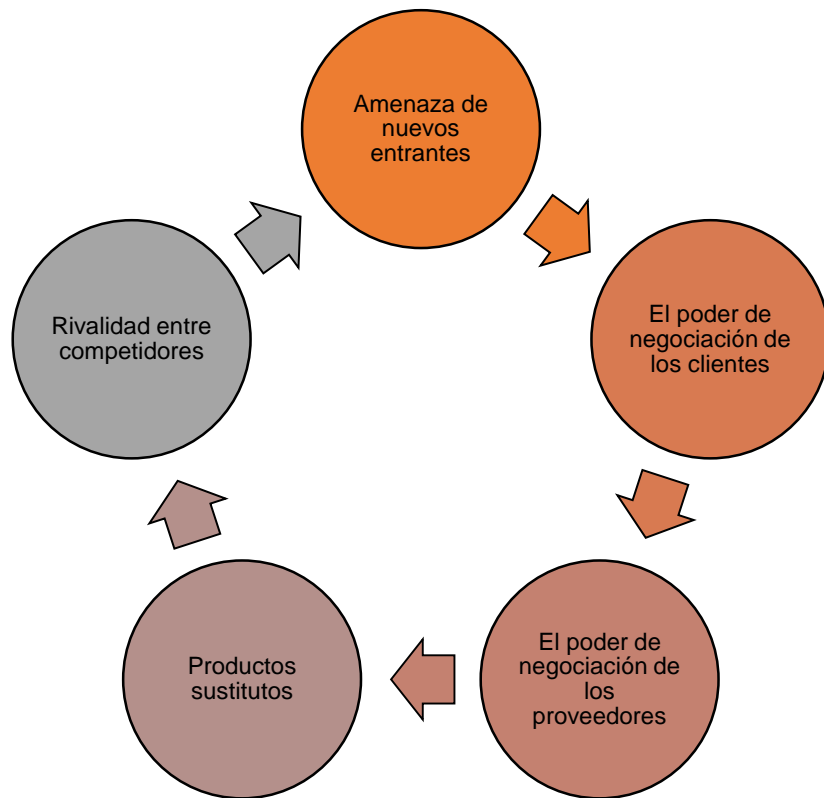 Amenaza de
nuevos
entrantes
El poder de
negociación de
los clientes
El poder de
negociación de
los
proveedores
Productos
sustitutos
Rivalidad entre
competidores